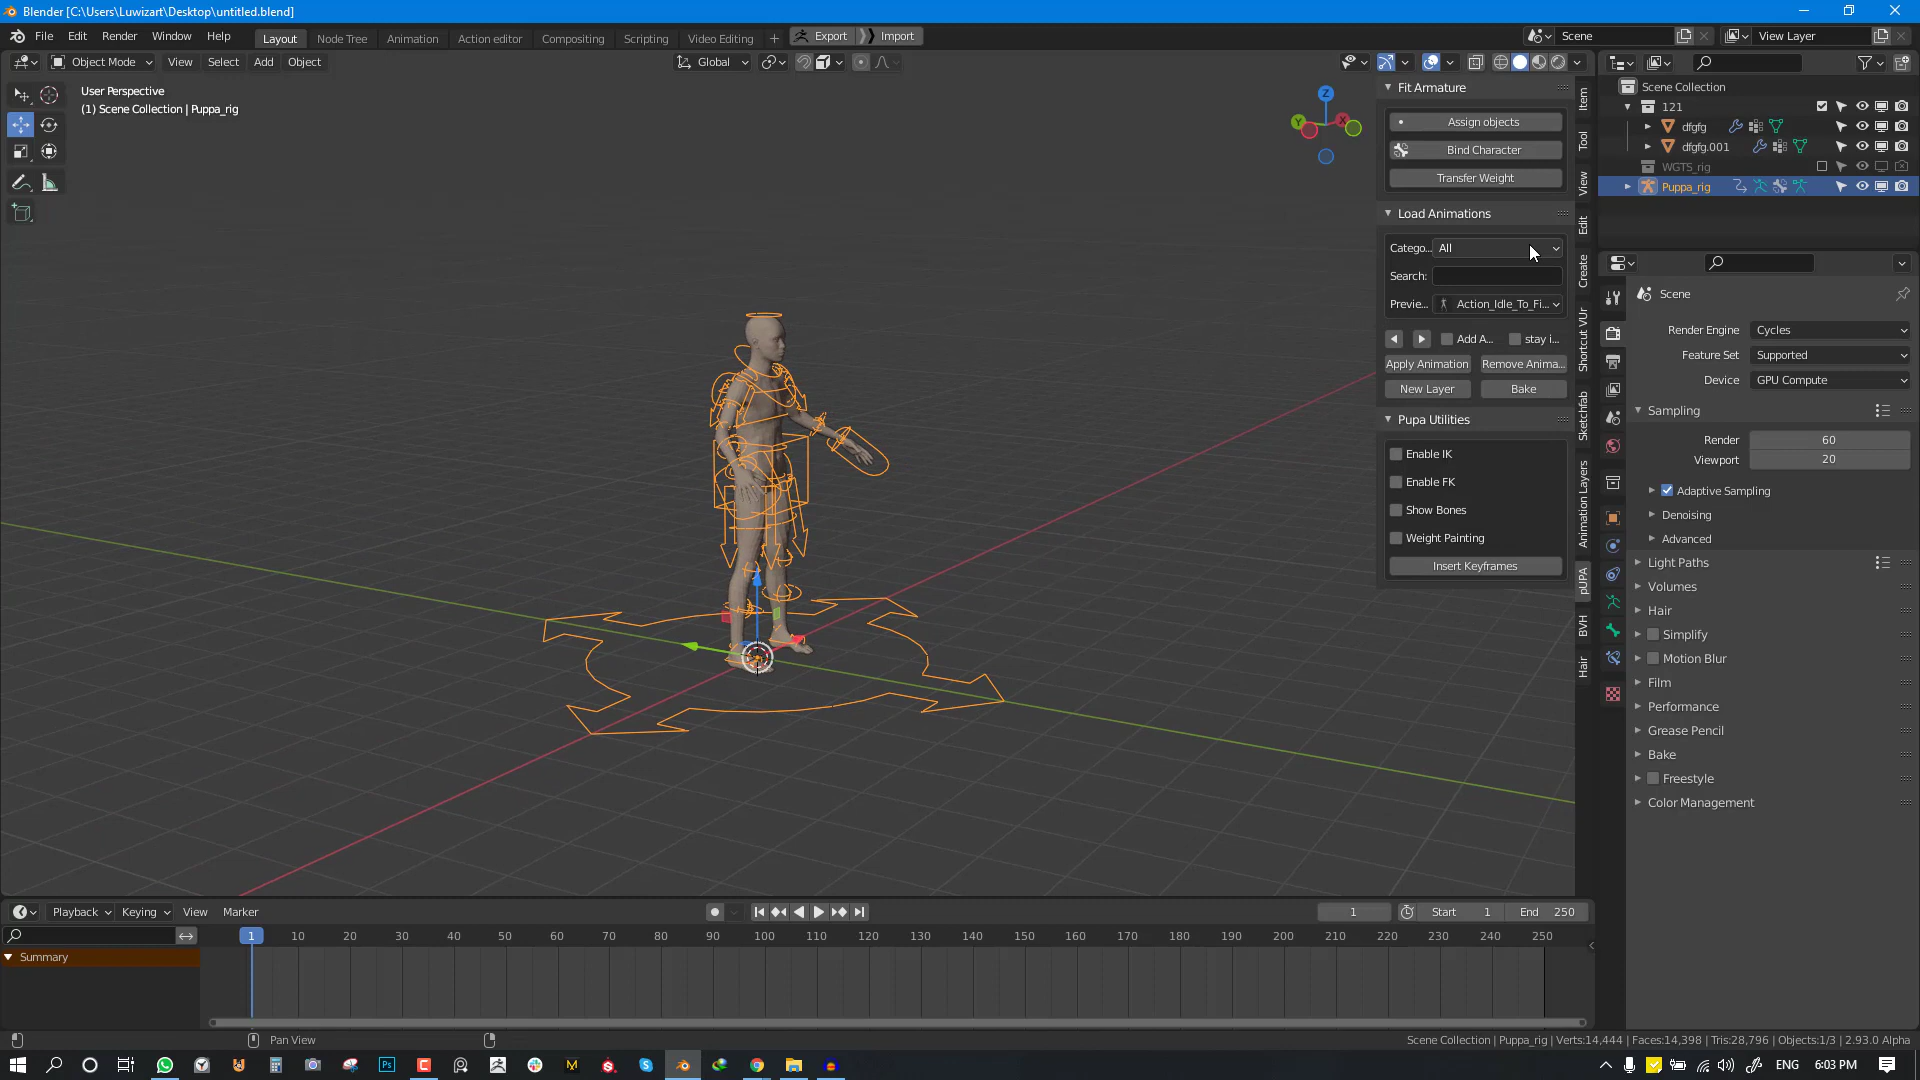 Blender [C:\Users\Luwizart\Desktop\untitled.blend]
File Edit Render Window Help
Layout Node Tree Animation Action editor Compositing Scripting Video Editing + Export Import
Scene View Layer
Object Mode View Select Add Object
Global
User Perspective
(1) Scene Collection | Puppa_rig
Z
Y
X
Fit Armature
Assign objects
Bind Character
Transfer Weight
Load Animations
Catego... All
Search:
Previe... Action_Idle_To_Fi...
Add A... stay i...
Apply Animation Remove Anima...
New Layer Bake
Pupa Utilities
Enable IK
Enable FK
Show Bones
Weight Painting
Insert Keyframes
Item
Tool
View
Edit
Create
Shortcut VUr
Sketchfab
Animation Layers
pUPA
BVH
Hair
Scene Collection
121
dfgfg
dfgfg.001
WGTS_rig
Puppa_rig
Scene
Render Engine Cycles
Feature Set Supported
Device GPU Compute
Sampling
Render 60
Viewport 20
Adaptive Sampling
Denoising
Advanced
Light Paths
Volumes
Hair
Simplify
Motion Blur
Film
Performance
Grease Pencil
Bake
Freestyle
Color Management
Playback Keying View Marker
1 Start 1 End 250
1 10 20 30 40 50 60 70 80 90 100 110 120 130 140 150 160 170 180 190 200 210 220 230 240 250
Summary
Pan View
Scene Collection | Puppa_rig | Verts:14,444 | Faces:14,398 | Tris:28,796 | Objects:1/3 | 2.93.0 Alpha
Ps
ENG 6:03 PM